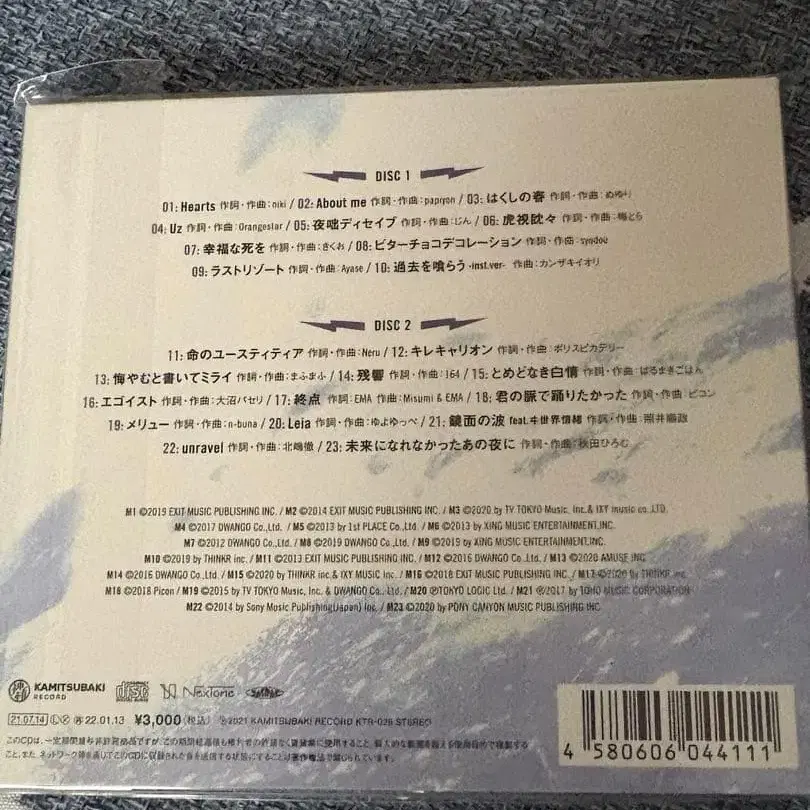 DISC 1
01: Hearts 作詞・作曲:niki / 02: About me 作詞・作曲:papiyon / 03: はくしの春 作詞・作曲:ぬゆり
04: Uz 作詞・作曲:Orangestar / 05: 夜咄ディセイブ 作詞・作曲:じん / 06: 虎視眈々 作詞・作曲:梅とら
07: 幸福な死を 作詞・作曲:きくお / 08: ビターチョコデコレーション 作詞・作曲:syudou
09: ラストリゾート 作詞・作曲:Ayase / 10: 過去を喰らう -inst.ver- 作曲:カンザキイオリ
DISC 2
11: 命のユースティティア 作詞・作曲:Neru / 12: キレキャリオン 作詞・作曲:ポリスピカデリー
13: 悔やむと書いてミライ 作詞・作曲:まふまふ / 14: 残響 作詞・作曲:164 / 15: とめどなき白情 作詞・作曲:はるまきごはん
16: エゴイスト 作詞・作曲:大沼パセリ / 17: 終点 作詞:EMA 作曲:Misumi & EMA / 18: 君の脈で踊りたかった 作詞・作曲:ピコン
19: メリュー 作詞・作曲:n-buna / 20: Leia 作詞・作曲:ゆよゆっぺ / 21: 鏡面の波 feat.ヰ世界情緒 作詞・作曲:照井順政
22: unravel 作詞・作曲:北嶋徹 / 23: 未来になれなかったあの夜に 作詞・作曲:秋田ひろむ
M1 ©2019 EXIT MUSIC PUBLISHING INC. / M2 ©2014 EXIT MUSIC PUBLISHING INC. / M3 ©2020 by TV TOKYO Music, Inc.& IXY music co.,LTD.
M4 ©2017 DWANGO Co.,Ltd. / M5 ©2013 by 1st PLACE Co.,Ltd. / M6 ©2013 by XiNG MUSIC ENTERTAINMENT,INC.
M7 ©2012 DWANGO Co.,Ltd. / M8 ©2019 DWANGO Co.,Ltd. / M9 ©2019 by XiNG MUSIC ENTERTAINMENT,INC.
M10 ©2019 by THINKR inc. / M11 ©2013 EXIT MUSIC PUBLISHING INC. / M12 ©2016 DWANGO Co.,Ltd. / M13 ©2020 AMUSE INC.
M14 ©2016 DWANGO Co.,Ltd. / M15 ©2020 by THINKR inc.& IXY MUSIC Inc. / M16 ©2018 EXIT MUSIC PUBLISHING INC. / M17 ©2020 by THINKR inc.
M18 ©2018 Picon / M19 ©2015 by TV TOKYO Music, Inc. & DWANGO Co., Ltd. / M20 ℗TOKYO LOGIC Ltd. / M21 ℗2017 by TOHO MUSIC CORPORATION
M22 ©2014 by Sony Music Publishing(Japan) Inc. / M23 ©2020 by PONY CANYON MUSIC PUBLISHING INC.
KAMITSUBAKI RECORD COMPACT disc DIGITAL AUDIO NexTone
21.07.14 Ⓛ Ⓧ 再 22.01.13 ¥3,000(税込) ℗2021 KAMITSUBAKI RECORD KTR-028 STEREO
4 580606 044111